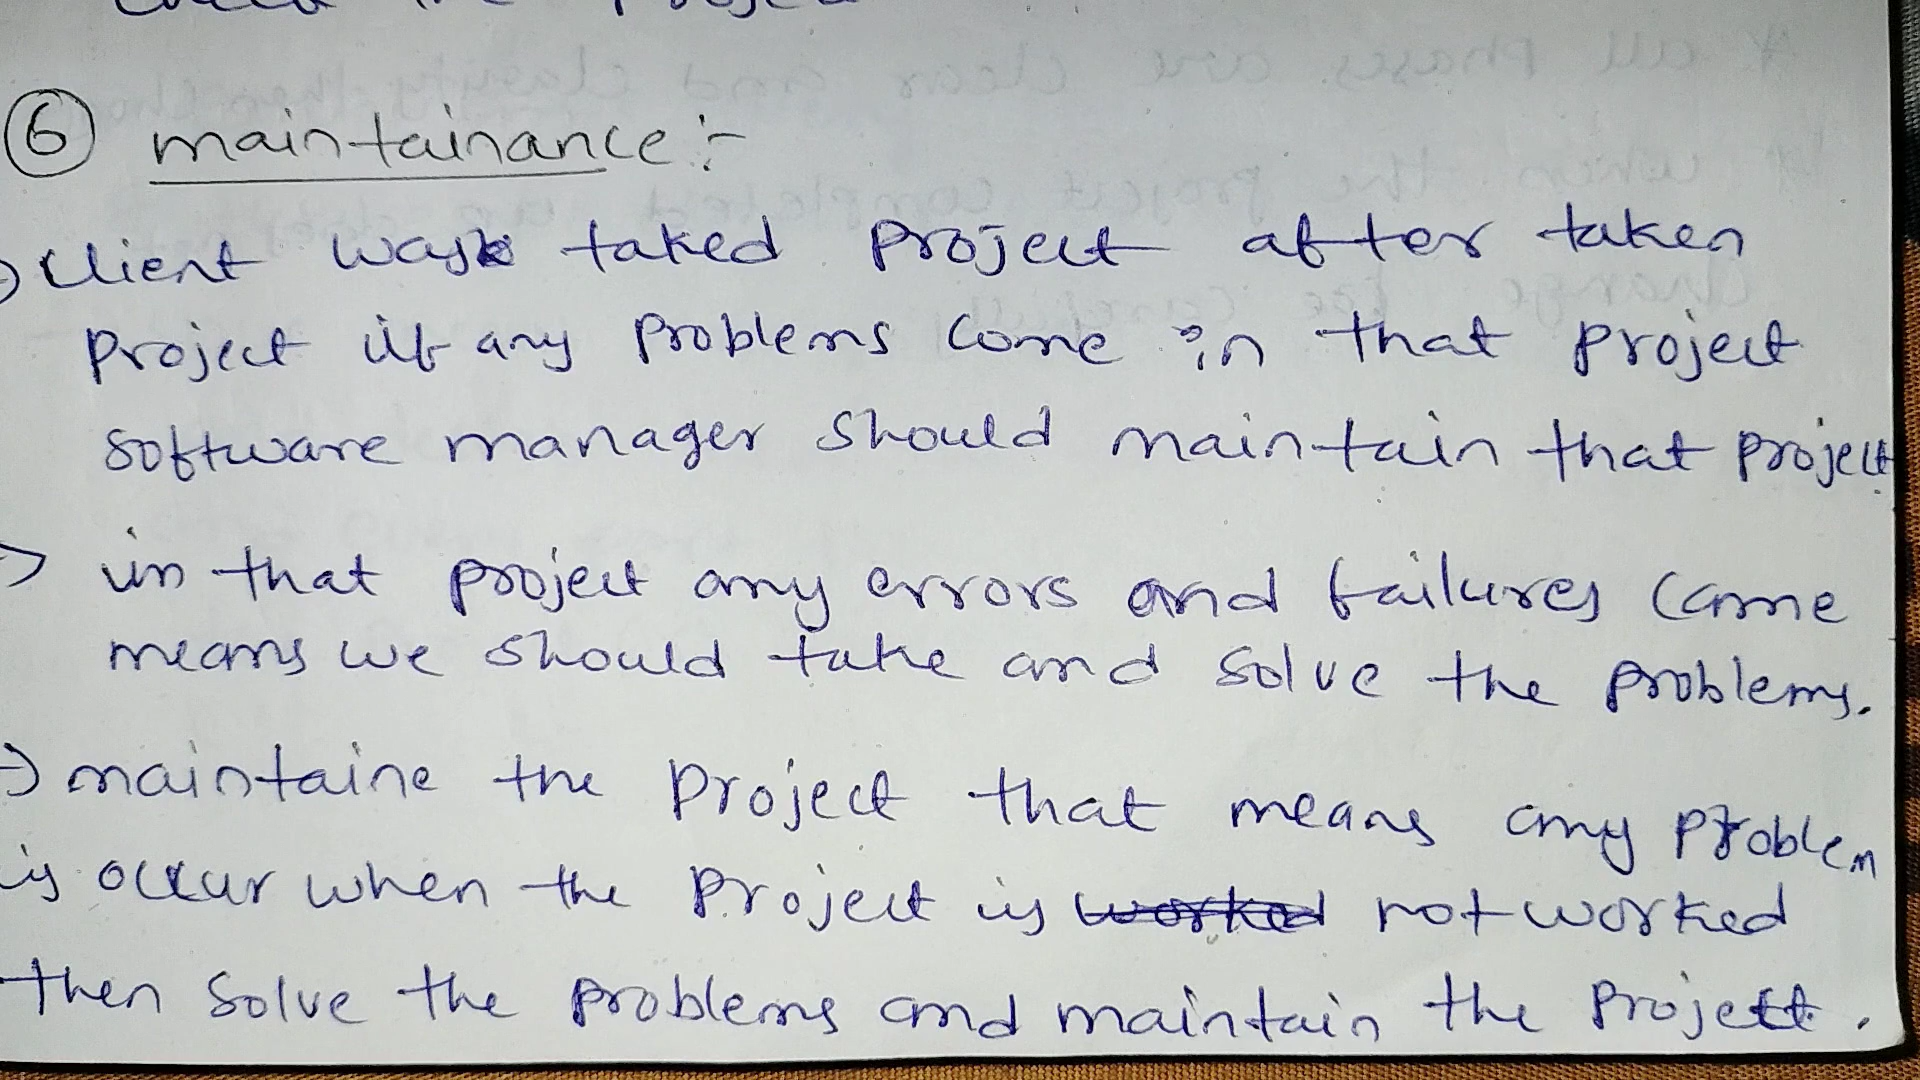 ⑥ maintainance :-
→ Client was taked project after taken
project if any problems come in that project
software manager should maintain that project
→ in that project any errors and failures came
means we should take and solve the problems.
→ maintaine the project that means any problem
is occur when the project is worked not worked
then solve the problems and maintain the project.